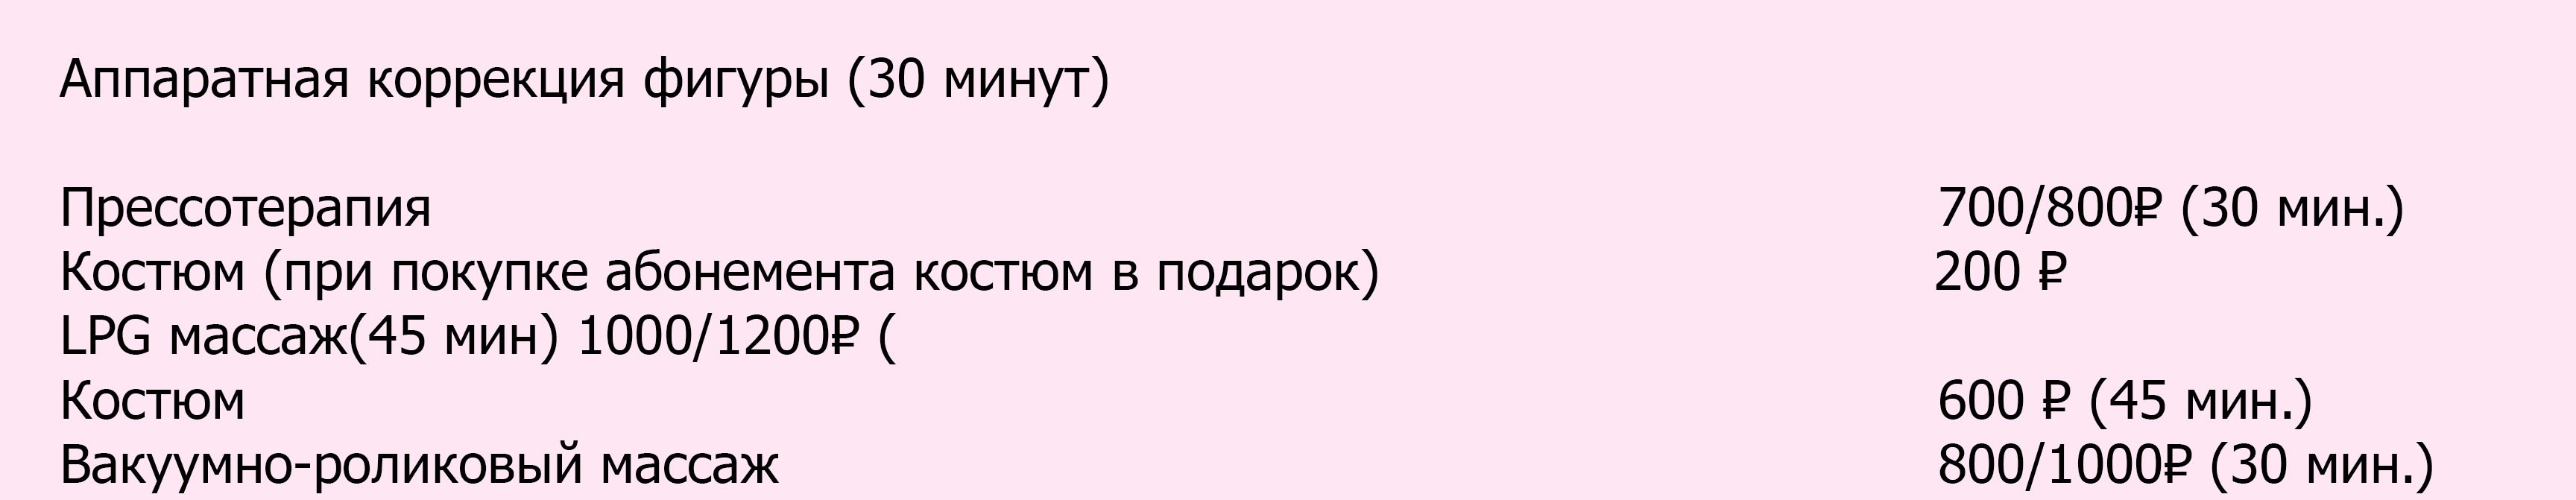 Аппаратная коррекция фигуры (30 минут)
Прессотерапия 700/800₽ (30 мин.)
Костюм (при покупке абонемента костюм в подарок) 200 ₽
LPG массаж(45 мин) 1000/1200₽ (
Костюм 600 ₽ (45 мин.)
Вакуумно-роликовый массаж 800/1000₽ (30 мин.)